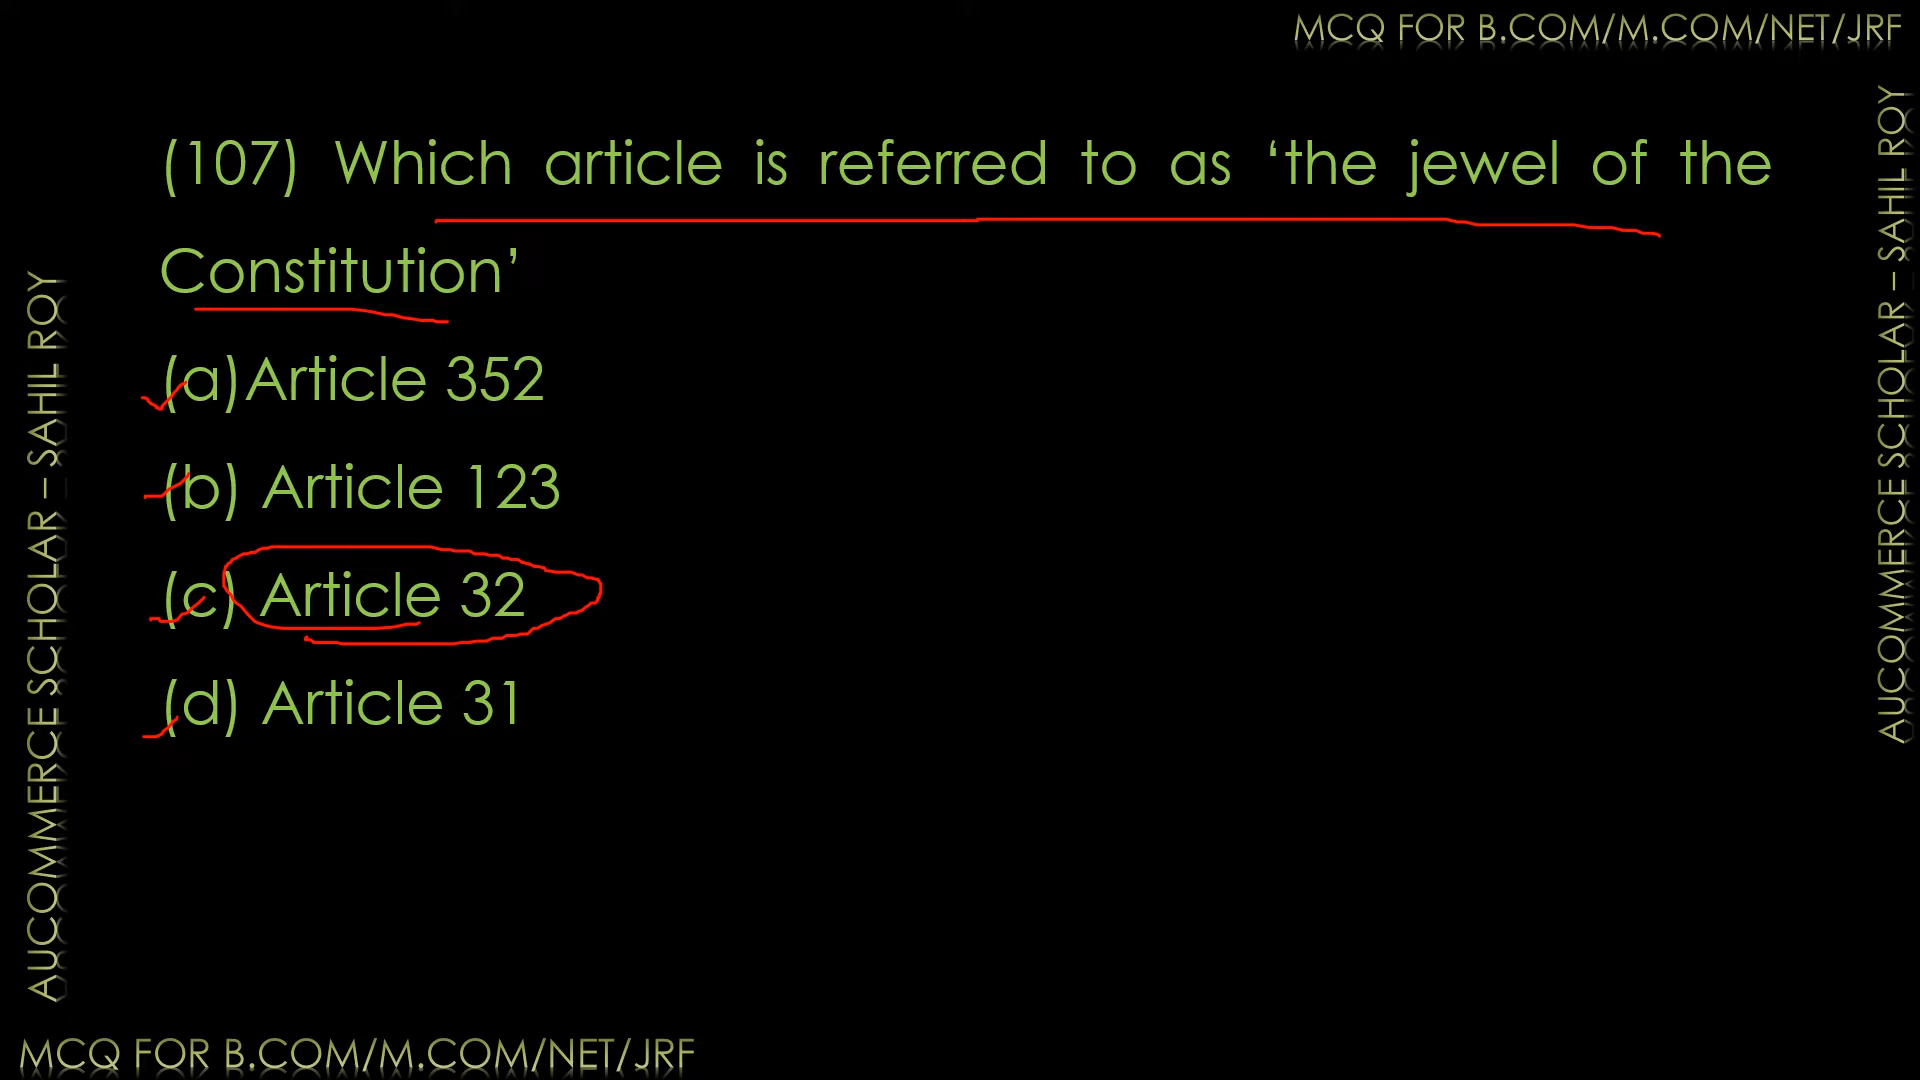 MCQ FOR B.COM/M.COM/NET/JRF
(107) Which article is referred to as ‘the jewel of the
Constitution’
(a)Article 352
(b) Article 123
(c) Article 32
(d) Article 31
AUCOMMERCE SCHOLAR – SAHIL ROY
AUCOMMERCE SCHOLAR – SAHIL ROY
MCQ FOR B.COM/M.COM/NET/JRF